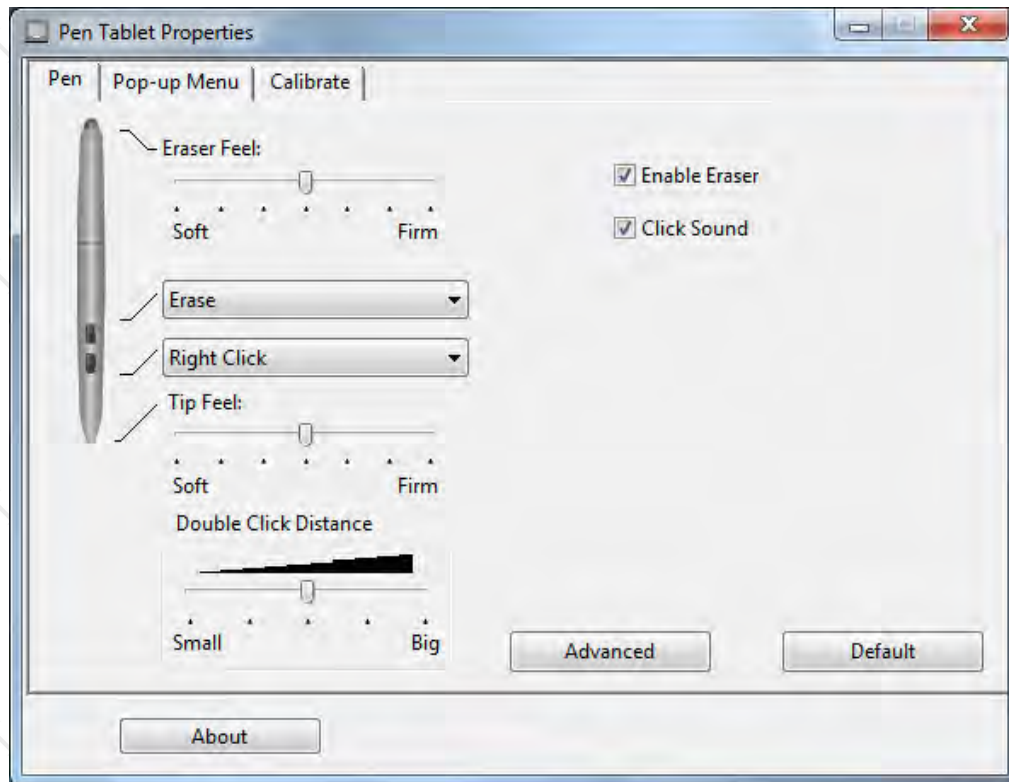 Pen Tablet Properties
Pen Pop-up Menu Calibrate
Eraser Feel:
Enable Eraser
Soft Firm
Click Sound
Erase
Right Click
Tip Feel:
Soft Firm
Double Click Distance
Small Big
Advanced Default
About